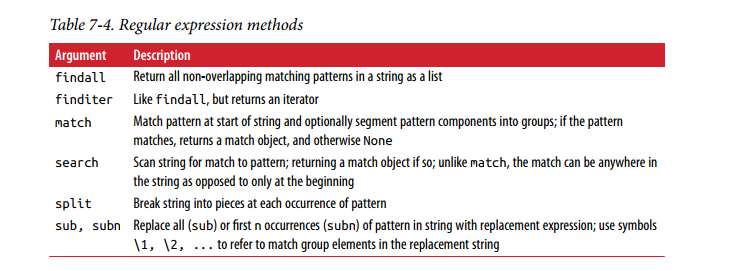 Table 7-4. Regular expression methods
Argument Description
findall Return all non-overlapping matching patterns in a string as a list
finditer Like findall, but returns an iterator
match Match pattern at start of string and optionally segment pattern components into groups; if the pattern
matches, returns a match object, and otherwise None
search Scan string for match to pattern; returning a match object if so; unlike match, the match can be anywhere in
the string as opposed to only at the beginning
split Break string into pieces at each occurrence of pattern
sub, subn Replace all (sub) or first n occurrences (subn) of pattern in string with replacement expression; use symbols
\1, \2, ... to refer to match group elements in the replacement string